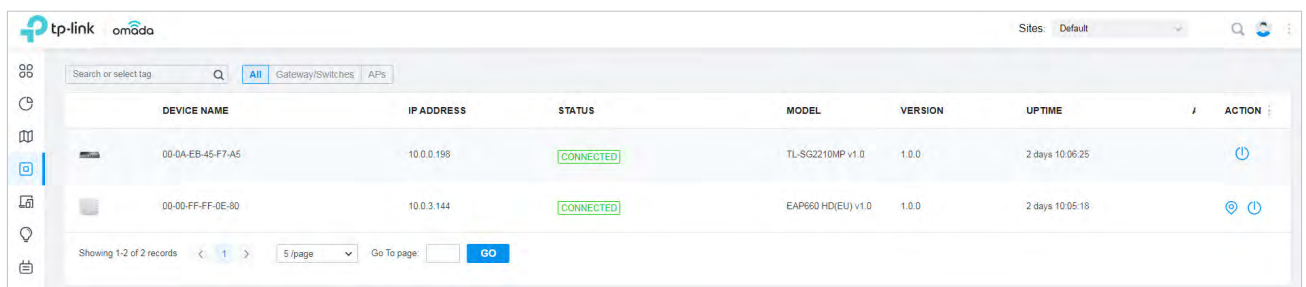 tp-link omada Sites: Default
Search or select tag All Gateway/Switches APs
DEVICE NAME IP ADDRESS STATUS MODEL VERSION UPTIME ACTION
00-0A-EB-45-F7-A5 10.0.0.198 CONNECTED TL-SG2210MP v1.0 1.0.0 2 days 10:06:25
00-00-FF-FF-0E-80 10.0.3.144 CONNECTED EAP660 HD(EU) v1.0 1.0.0 2 days 10:05:18
Showing 1-2 of 2 records < 1 > 5 /page Go To page: GO